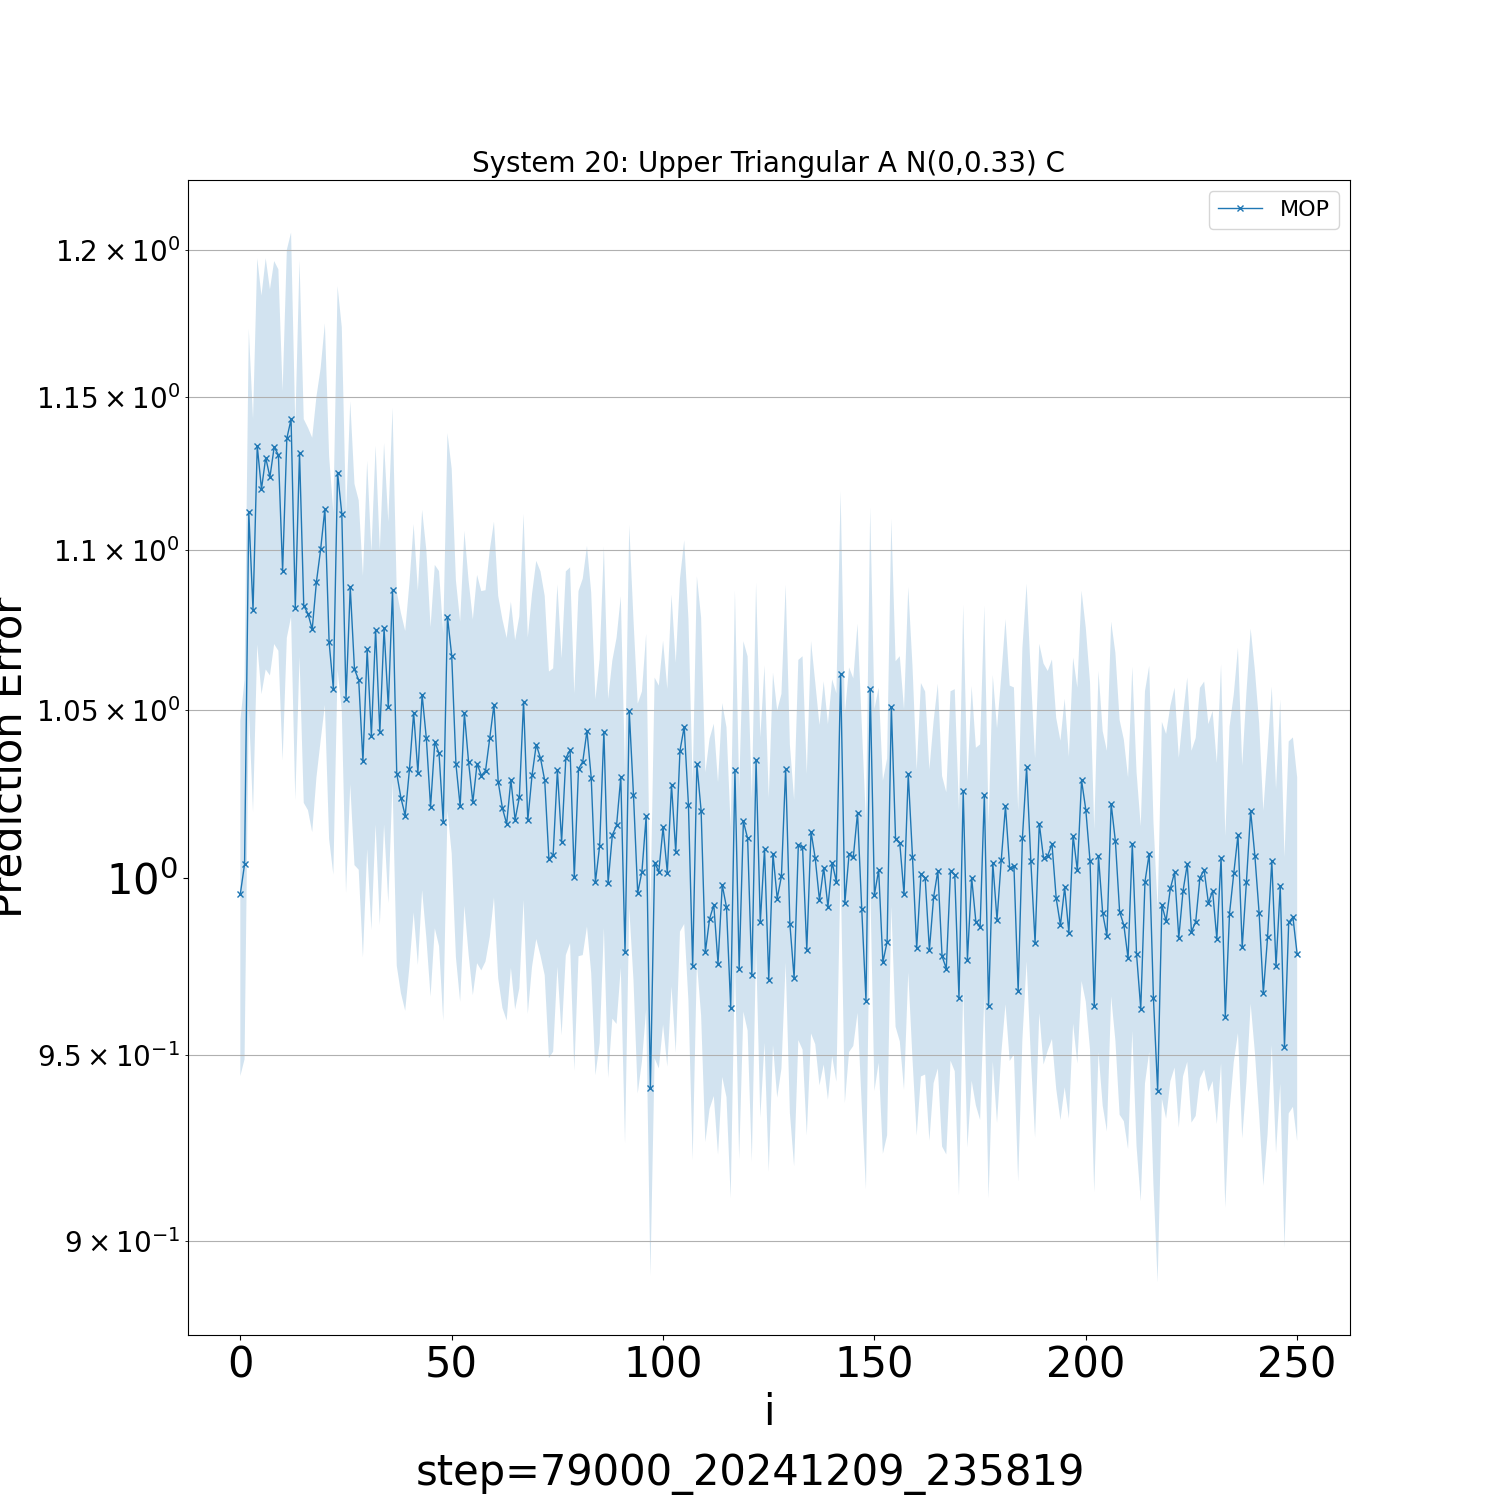 System 20: Upper Triangular A N(0,0.33) C
MOP
1.2 × 10⁰
1.15 × 10⁰
1.1 × 10⁰
1.05 × 10⁰
10⁰
9.5 × 10⁻¹
9 × 10⁻¹
Prediction Error
0 50 100 150 200 250
i
step=79000_20241209_235819